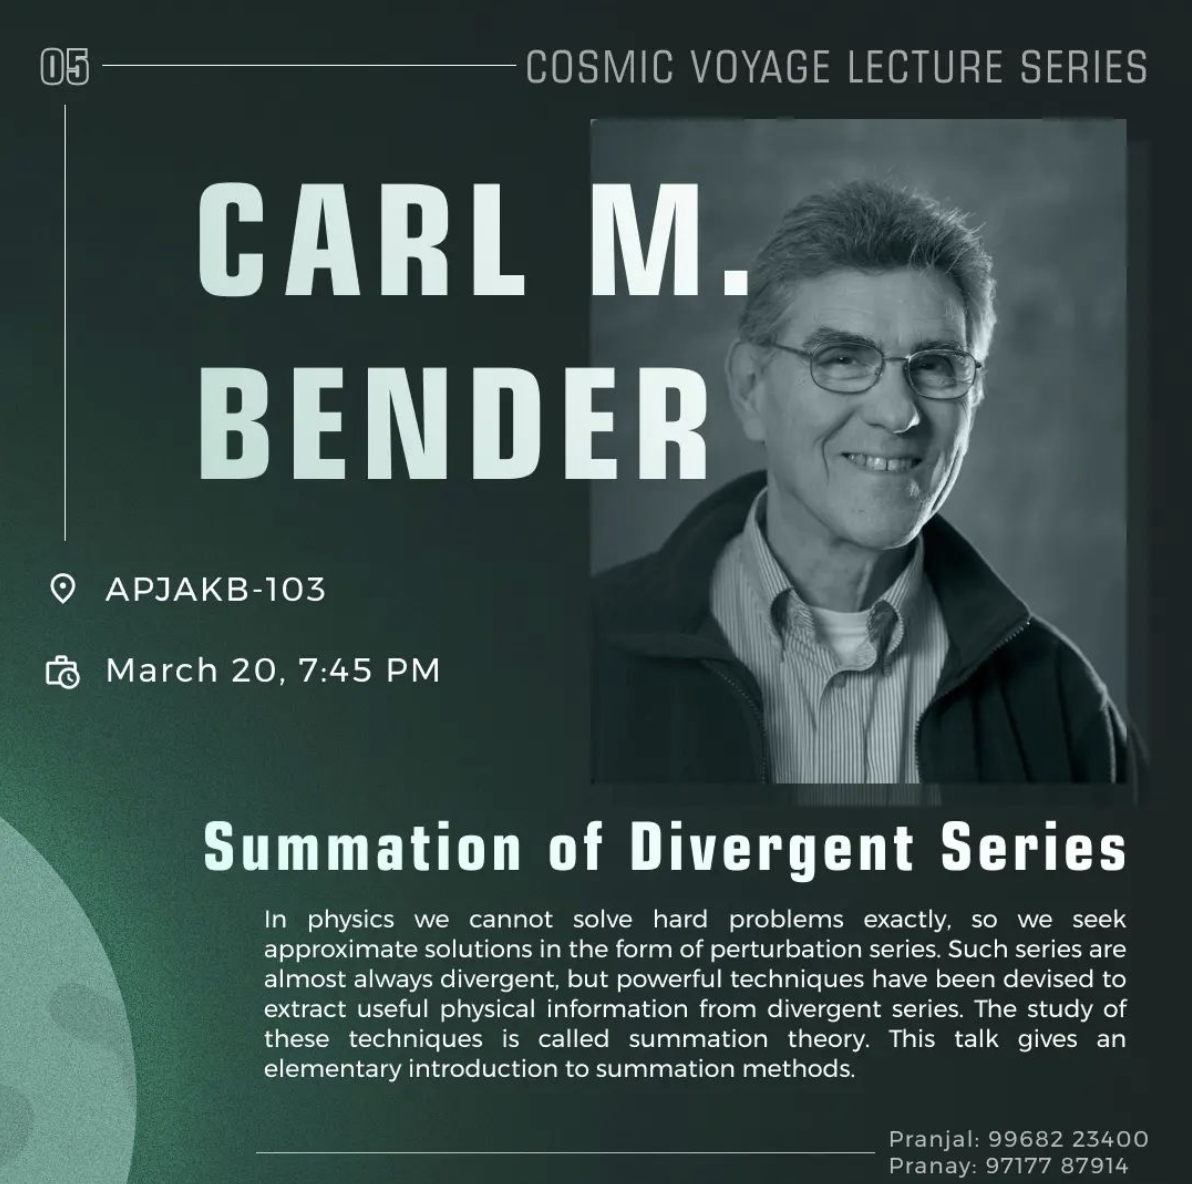 05
COSMIC VOYAGE LECTURE SERIES
CARL M.
BENDER
APJAKB-103
March 20, 7:45 PM
Summation of Divergent Series
In physics we cannot solve hard problems exactly, so we seek
approximate solutions in the form of perturbation series. Such series are
almost always divergent, but powerful techniques have been devised to
extract useful physical information from divergent series. The study of
these techniques is called summation theory. This talk gives an
elementary introduction to summation methods.
Pranjal: 99682 23400
Pranay: 97177 87914